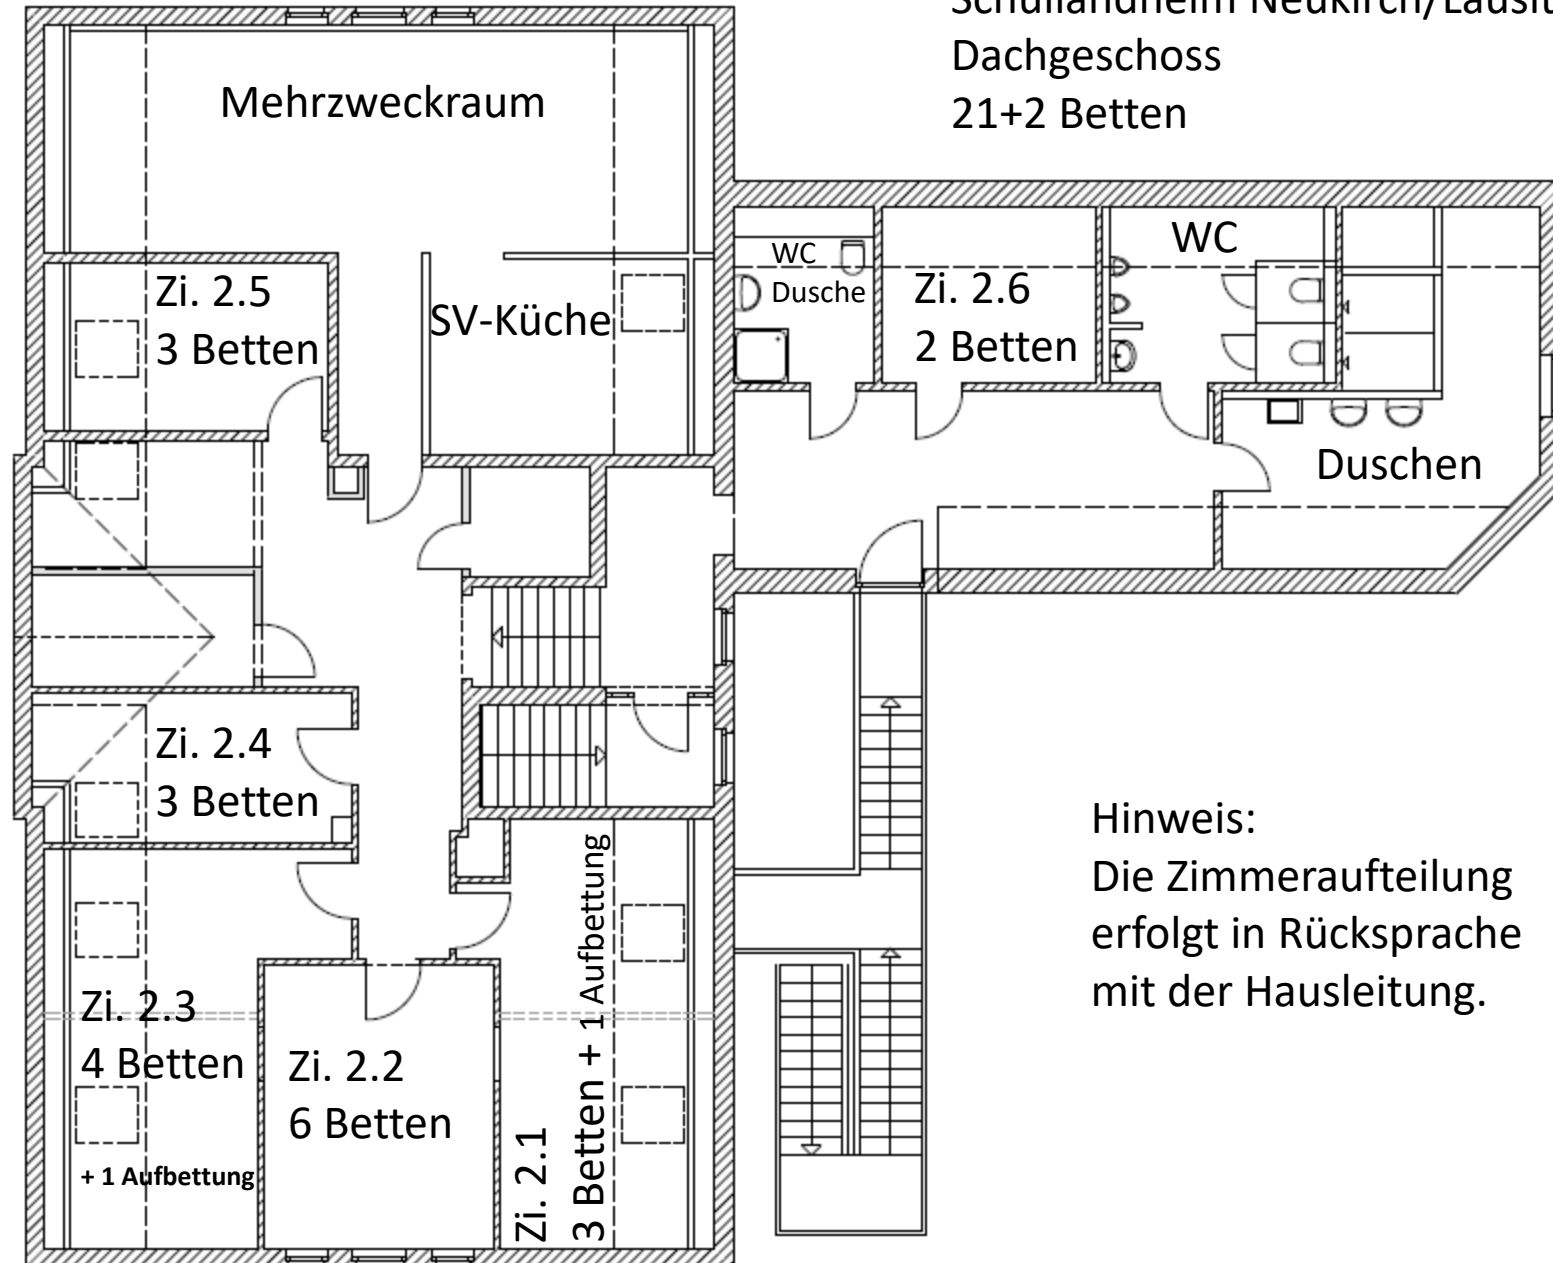 Schullandheim Neukirch/Lausit
Dachgeschoss
21+2 Betten
Mehrzweckraum
WC
Dusche
Zi. 2.6
2 Betten
WC
Zi. 2.5
3 Betten
SV-Küche
Duschen
Zi. 2.4
3 Betten
Hinweis:
Die Zimmeraufteilung
erfolgt in Rücksprache
mit der Hausleitung.
Zi. 2.3
4 Betten
+ 1 Aufbettung
Zi. 2.2
6 Betten
Zi. 2.1
3 Betten + 1 Aufbettung